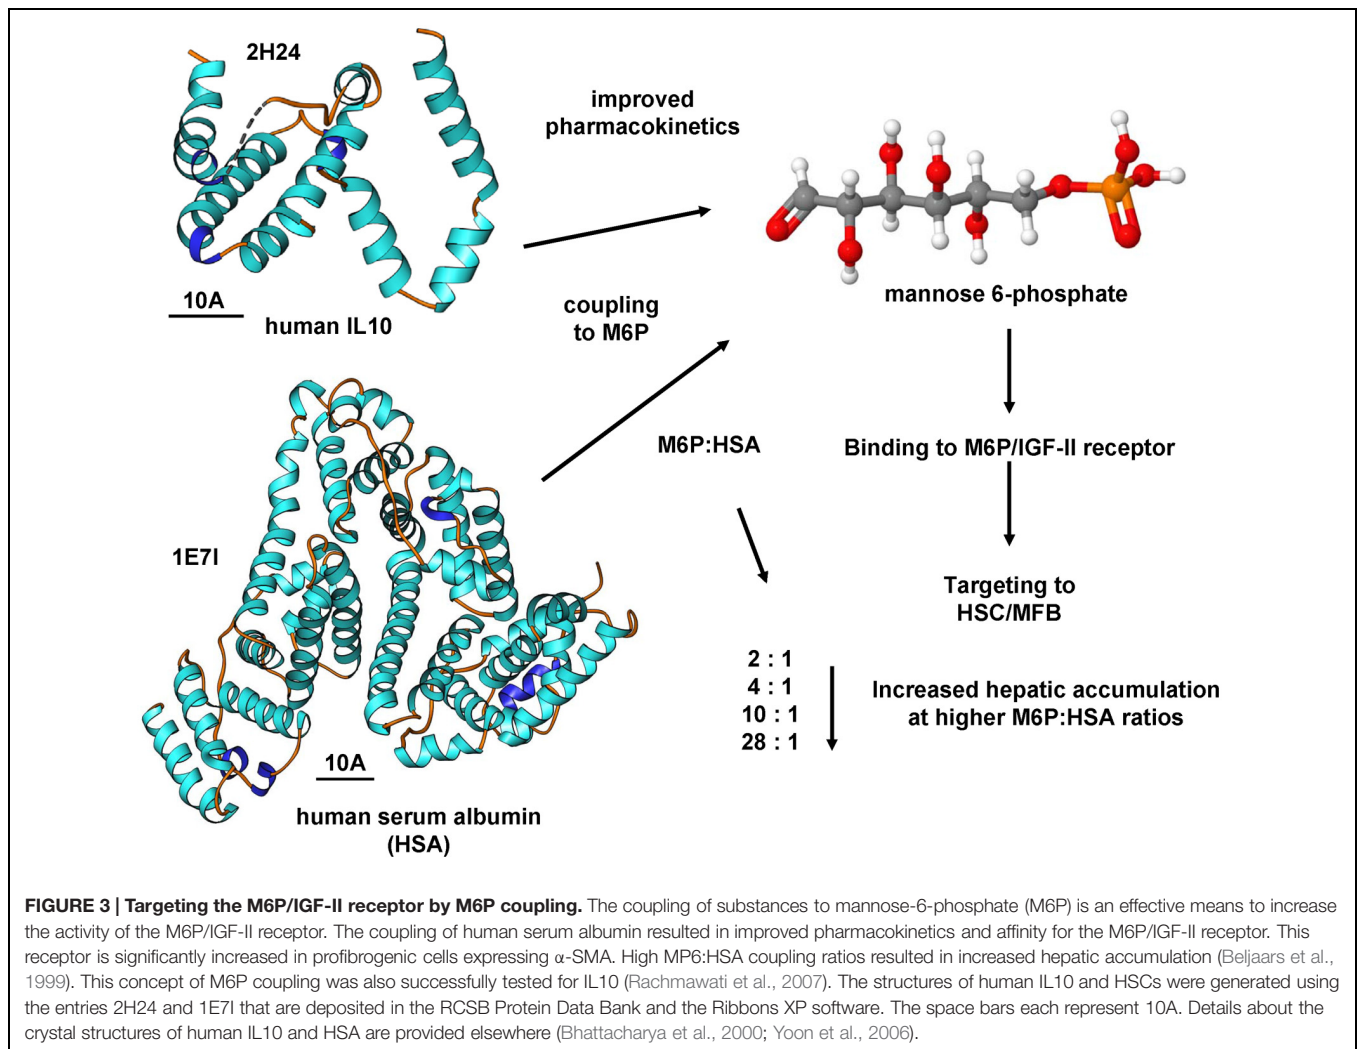 2H24
improved
pharmacokinetics
10A
human IL10
coupling
to M6P
mannose 6-phosphate
M6P:HSA
Binding to M6P/IGF-II receptor
1E7I
Targeting to
HSC/MFB
2 : 1
4 : 1
10 : 1
28 : 1
Increased hepatic accumulation
at higher M6P:HSA ratios
10A
human serum albumin
(HSA)
FIGURE 3 | Targeting the M6P/IGF-II receptor by M6P coupling. The coupling of substances to mannose-6-phosphate (M6P) is an effective means to increase
the activity of the M6P/IGF-II receptor. The coupling of human serum albumin resulted in improved pharmacokinetics and affinity for the M6P/IGF-II receptor. This
receptor is significantly increased in profibrogenic cells expressing α-SMA. High MP6:HSA coupling ratios resulted in increased hepatic accumulation (Beljaars et al.,
1999). This concept of M6P coupling was also successfully tested for IL10 (Rachmawati et al., 2007). The structures of human IL10 and HSCs were generated using
the entries 2H24 and 1E7I that are deposited in the RCSB Protein Data Bank and the Ribbons XP software. The space bars each represent 10A. Details about the
crystal structures of human IL10 and HSA are provided elsewhere (Bhattacharya et al., 2000; Yoon et al., 2006).